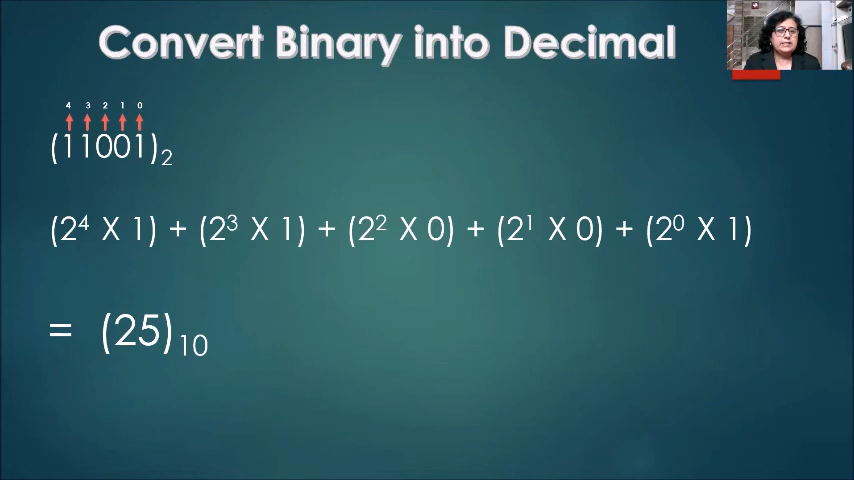 Convert Binary into Decimal
4 3 2 1 0
(11001)₂
(2⁴ X 1) + (2³ X 1) + (2² X 0) + (2¹ X 0) + (2⁰ X 1)
= (25)₁₀